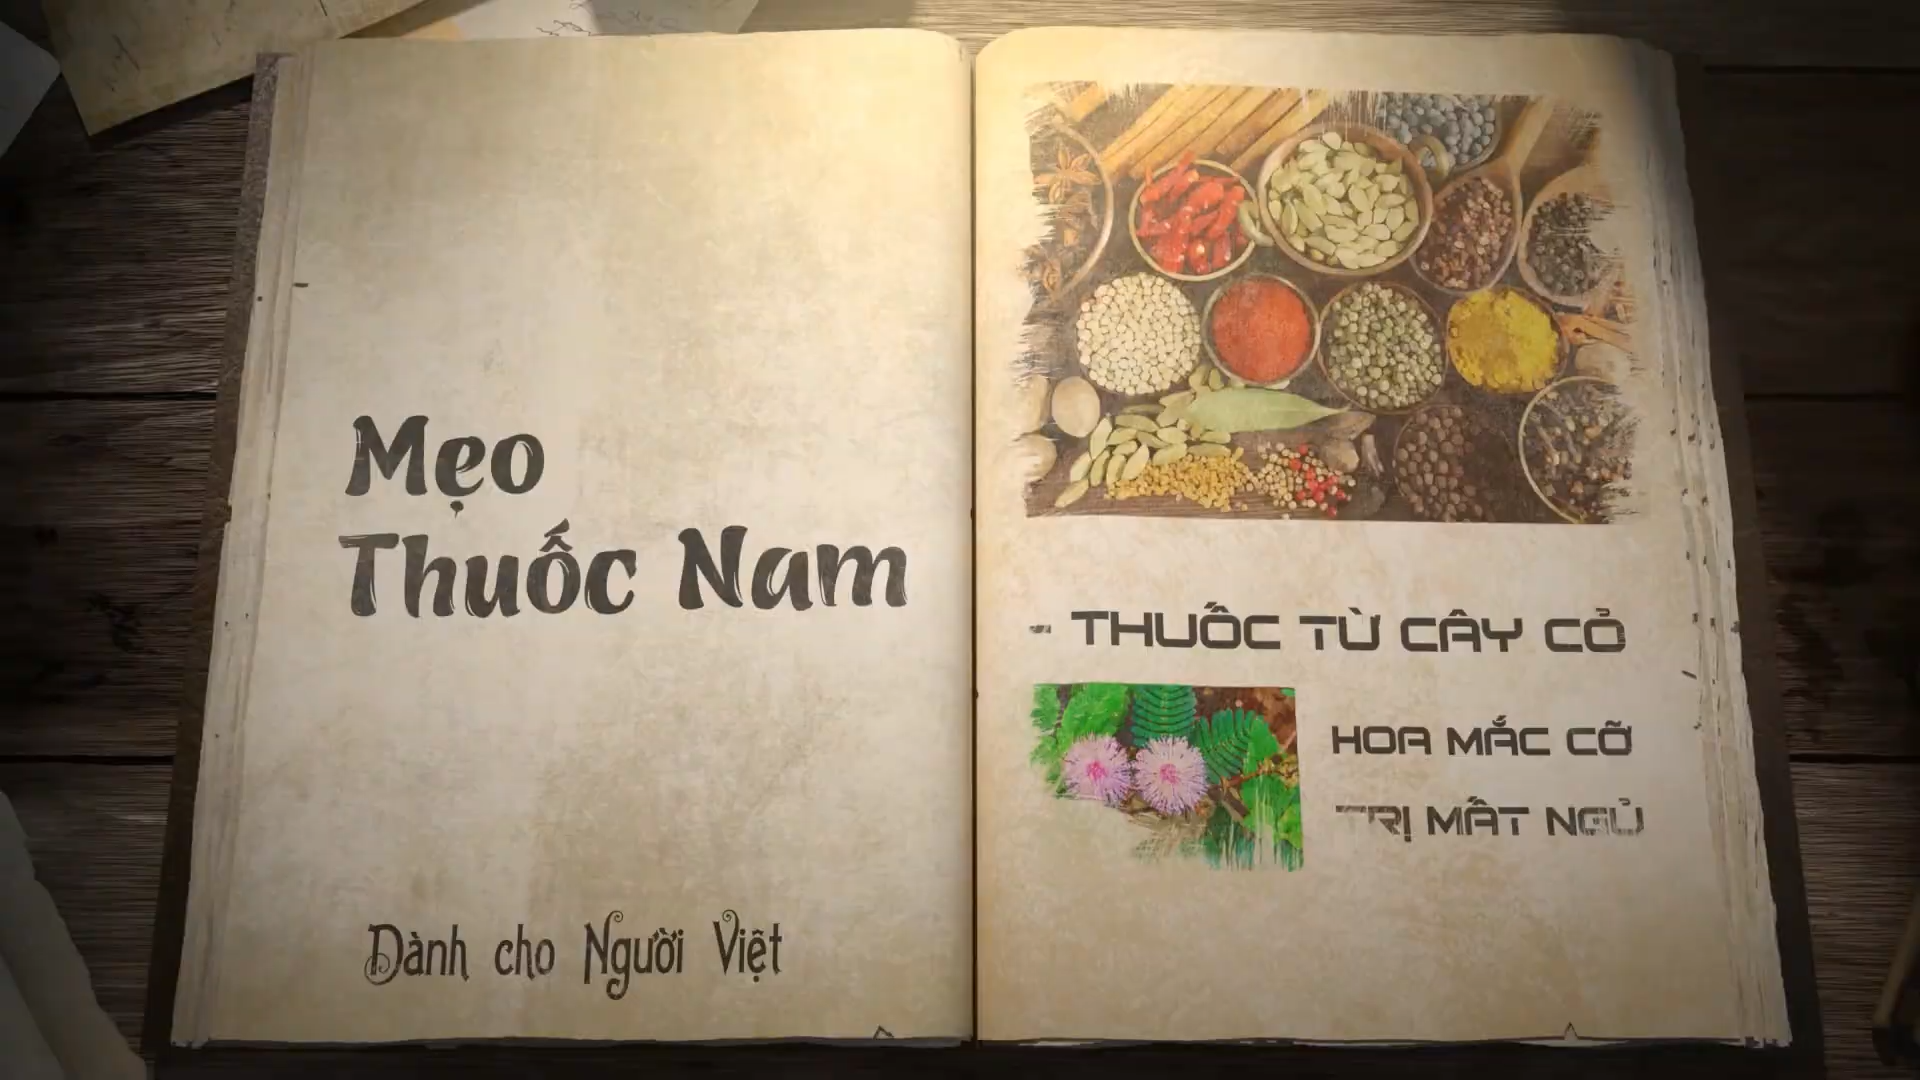 Mẹo
Thuốc Nam
Dành cho Người Việt
- THUỐC TỪ CÂY CỎ
HOA MẮC CỠ
TRỊ MẤT NGỦ